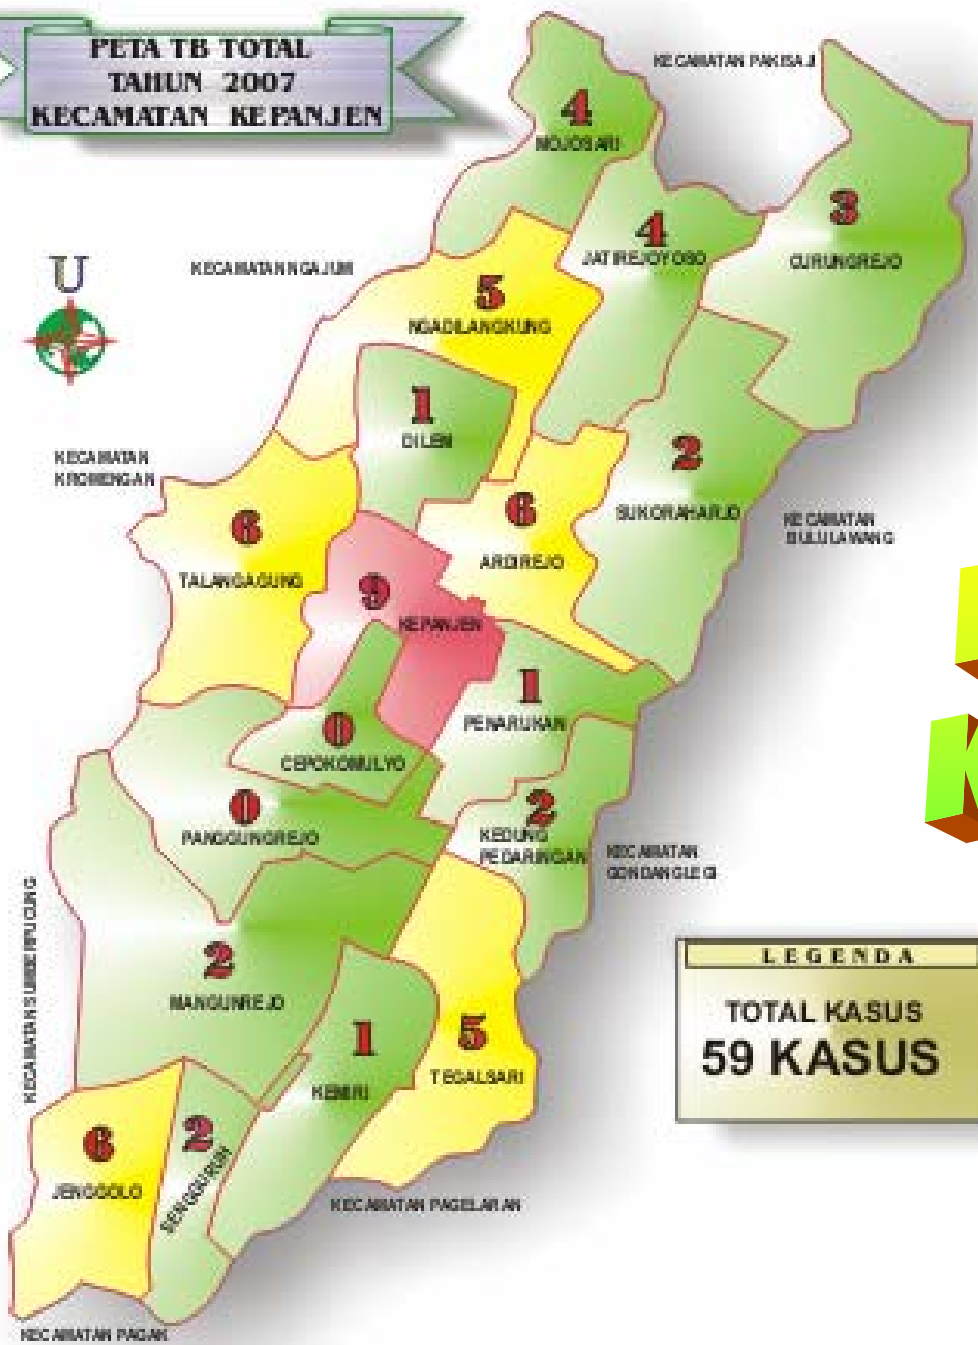 PETA TB TOTAL
TAHUN 2007
KECAMATAN KEPANJEN
KECAMATAN PAKISAJI
4
MOJOSARI
3
CURUNGREJO
4
JATIREJOYOSO
U
KECAMATAN NGAJUM
5
NGADILANGKUNG
1
DILEM
2
SUKORAHARJO
KECAMATAN
KROMENGAN
6
TALANGAGUNG
6
ARDIREJO
KECAMATAN
BULULAWANG
9
KEPANJEN
1
PENARUKAN
0
CEPOKOMULYO
0
PANGGUNGREJO
2
KEDUNG
PEDARINGAN
KECAMATAN
GONDANGLEGI
KECAMATAN SUMBERPUCUNG
2
MANGUNREJO
1
KEMIRI
5
TEGALSARI
LEGENDA
TOTAL KASUS
59 KASUS
6
JENGGOLO
2
SENGGURUH
KECAMATAN PAGELARAN
KECAMATAN PAGAK
K